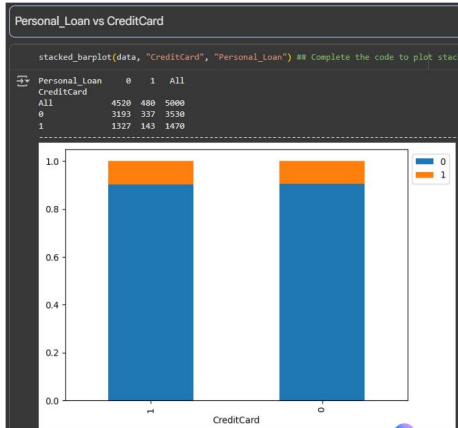 Personal_Loan vs CreditCard
stacked_barplot(data, "CreditCard", "Personal_Loan") ## Complete the code to plot stac
Personal_Loan 0 1 All
CreditCard
All 4520 480 5000
0 3193 337 3530
1 1327 143 1470
------------------------------------------------------------------------
1.0
0
1
0.8
0.6
0.4
0.2
0.0
1
0
CreditCard